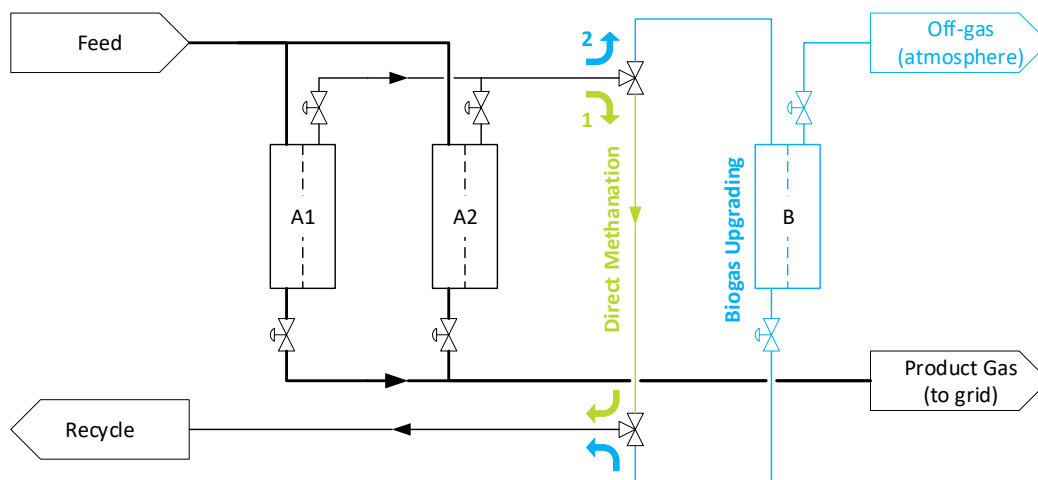 Feed
2
Off-gas
(atmosphere)
1
A1
A2
Direct Methanation
Biogas Upgrading
B
Product Gas
(to grid)
Recycle